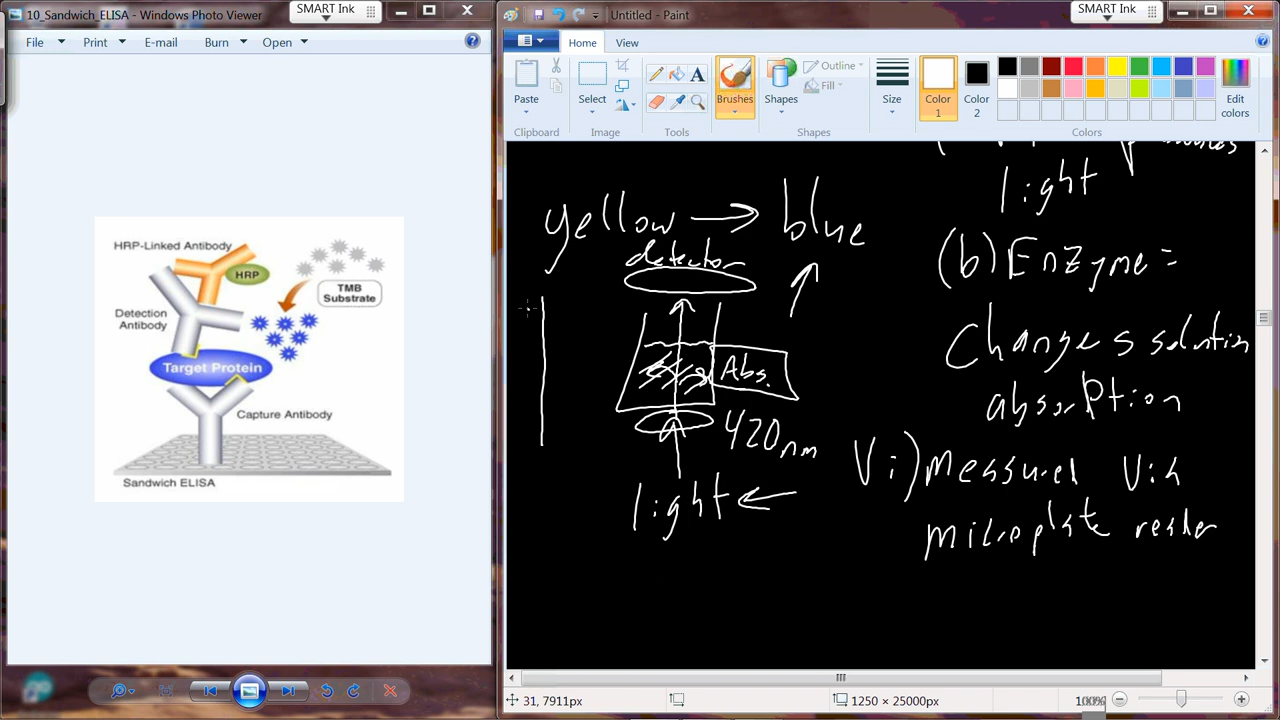 10_Sandwich_ELISA - Windows Photo Viewer
SMART Ink
File Print E-mail Burn Open
HRP-Linked Antibody
HRP
TMB
Substrate
Detection
Antibody
Target Protein
Capture Antibody
Sandwich ELISA
Untitled - Paint
SMART Ink
Home View
Paste
Select
Brushes
Shapes
Outline
Fill
Size
Color
1
Color
2
Edit
colors
Clipboard
Image
Tools
Shapes
Colors
light
yellow → blue
detector
Abs.
420nm
light ←
(b) Enzyme =
Changes solution
absorption
Vi) measured via
microplate reader
31, 7911px
1250 × 25000px
100%